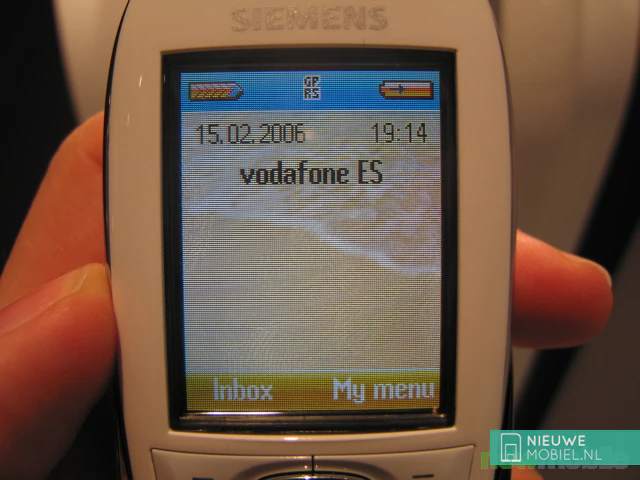 SIEMENS
GP
RS
15.02.2006 19:14
vodafone ES
Inbox My menu
NIEUWE
MOBIEL.NL